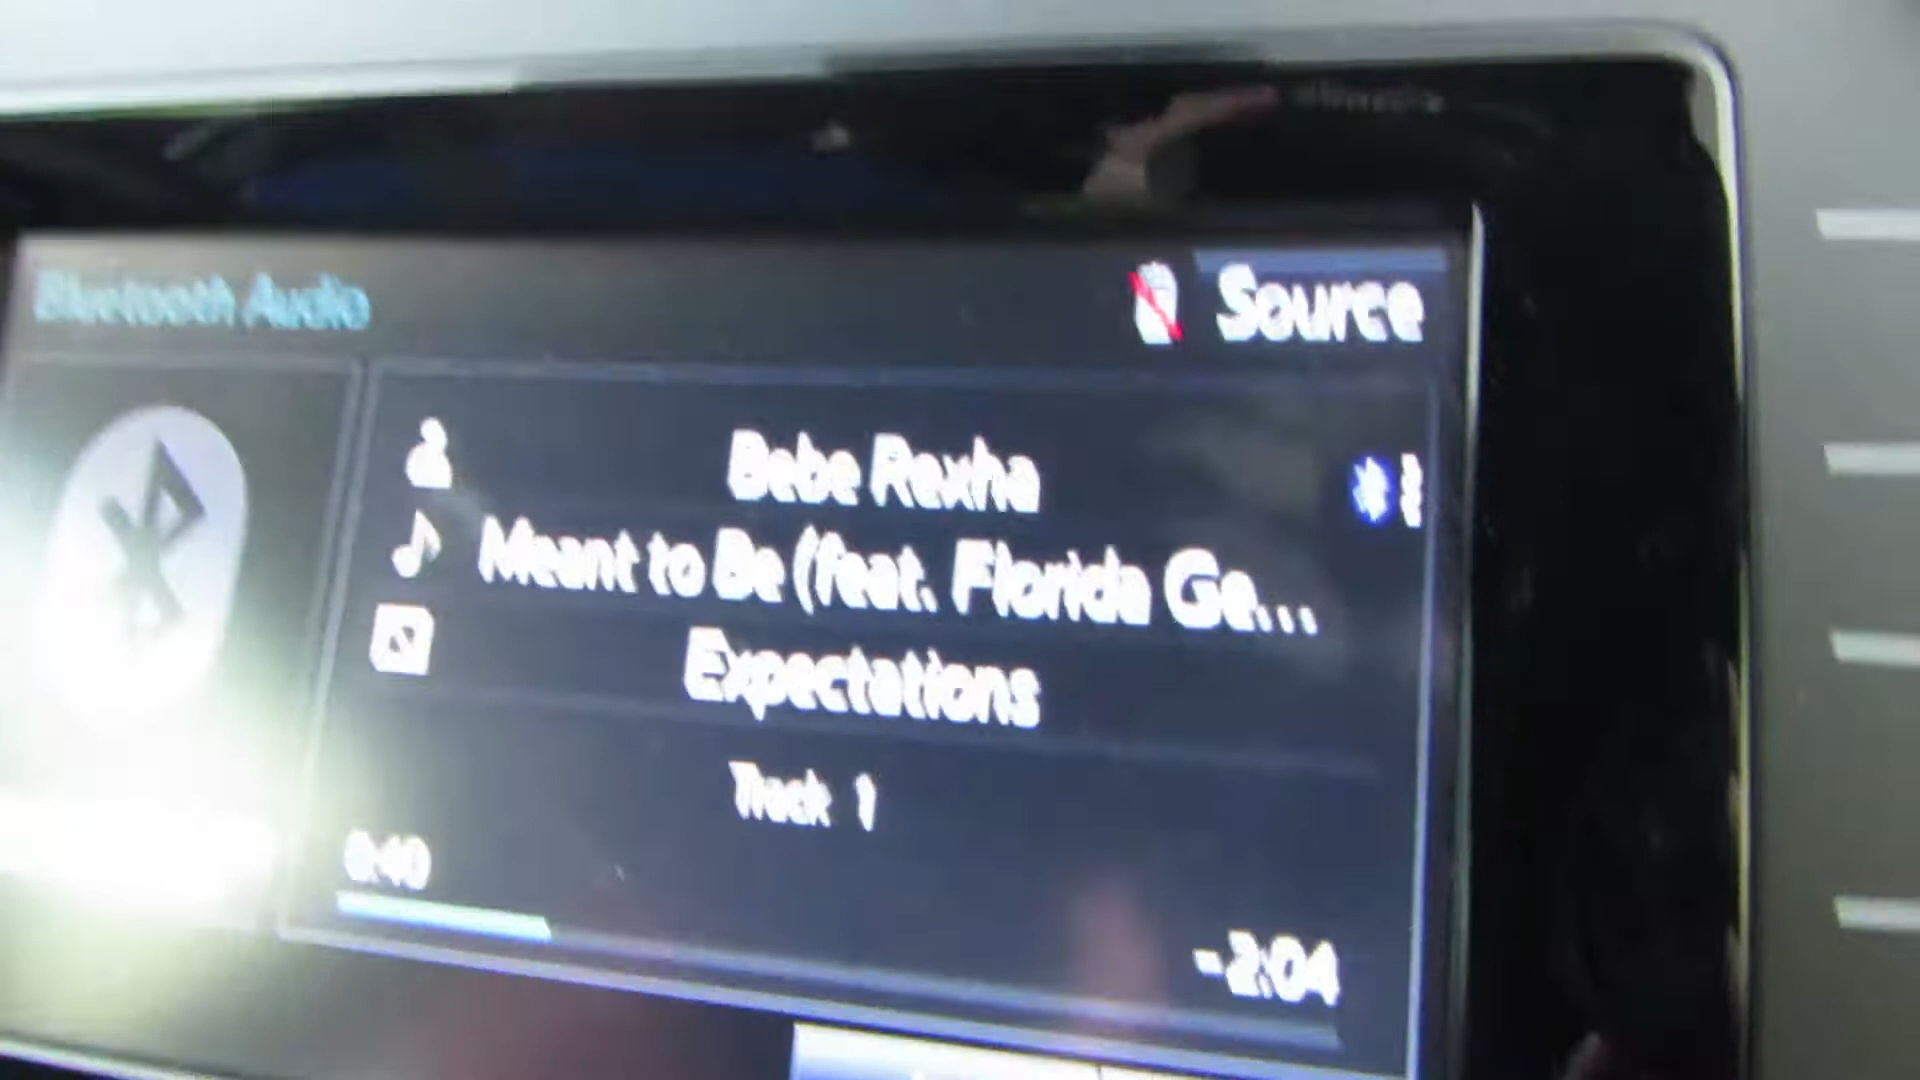 Bluetooth Audio
Source
Bebe Rexha
Meant to Be (feat. Florida Ge...
Expectations
Track 1
0:40
-2:04